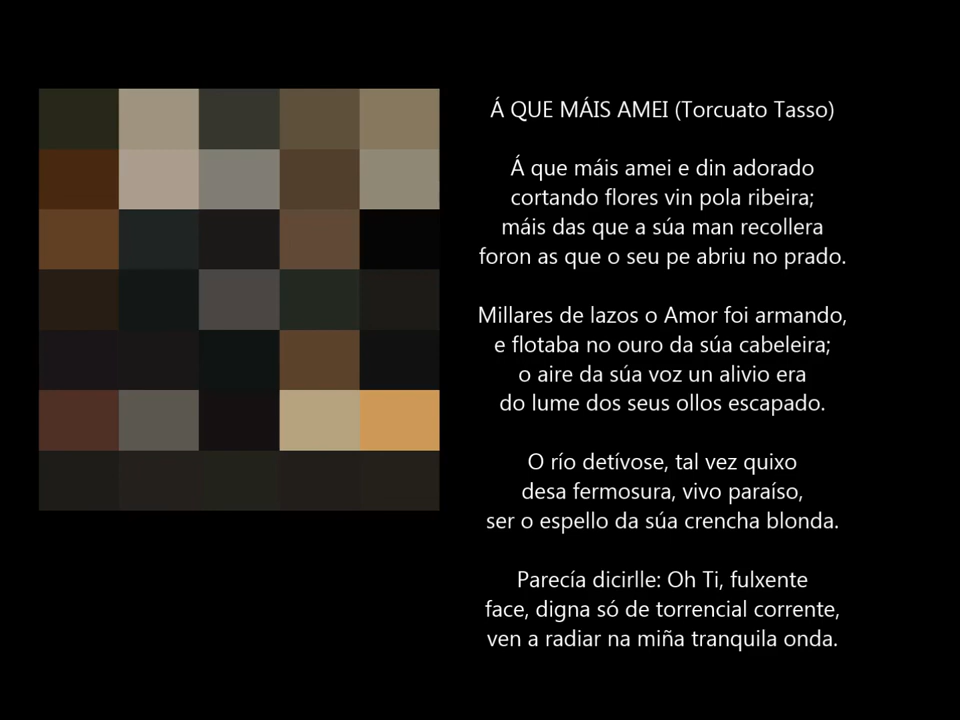 Á QUE MÁIS AMEI (Torcuato Tasso)
Á que máis amei e din adorado
cortando flores vin pola ribeira;
máis das que a súa man recollera
foron as que o seu pe abriu no prado.
Millares de lazos o Amor foi armando,
e flotaba no ouro da súa cabeleira;
o aire da súa voz un alivio era
do lume dos seus ollos escapado.
O río detívose, tal vez quixo
desa fermosura, vivo paraíso,
ser o espello da súa crencha blonda.
Parecía dicirlle: Oh Ti, fulxente
face, digna só de torrencial corrente,
ven a radiar na miña tranquila onda.